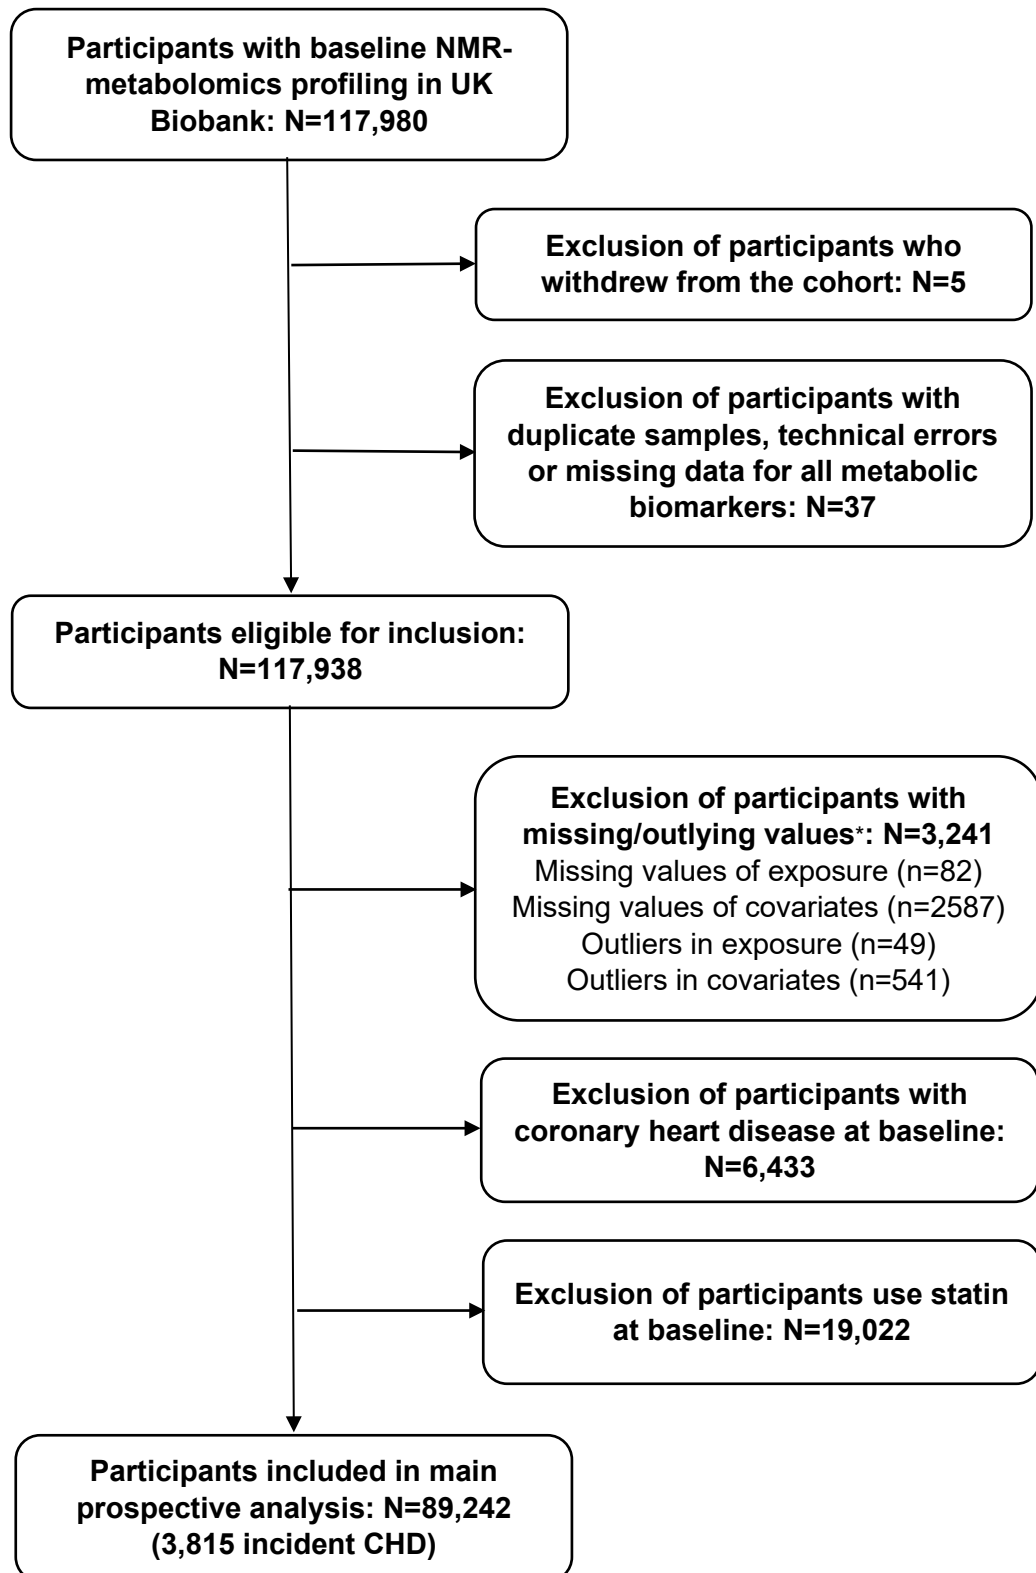 Participants with baseline NMR-
metabolomics profiling in UK
Biobank: N=117,980
Exclusion of participants who
withdrew from the cohort: N=5
Exclusion of participants with
duplicate samples, technical errors
or missing data for all metabolic
biomarkers: N=37
Participants eligible for inclusion:
N=117,938
Exclusion of participants with
missing/outlying values*: N=3,241
Missing values of exposure (n=82)
Missing values of covariates (n=2587)
Outliers in exposure (n=49)
Outliers in covariates (n=541)
Exclusion of participants with
coronary heart disease at baseline:
N=6,433
Exclusion of participants use statin
at baseline: N=19,022
Participants included in main
prospective analysis: N=89,242
(3,815 incident CHD)